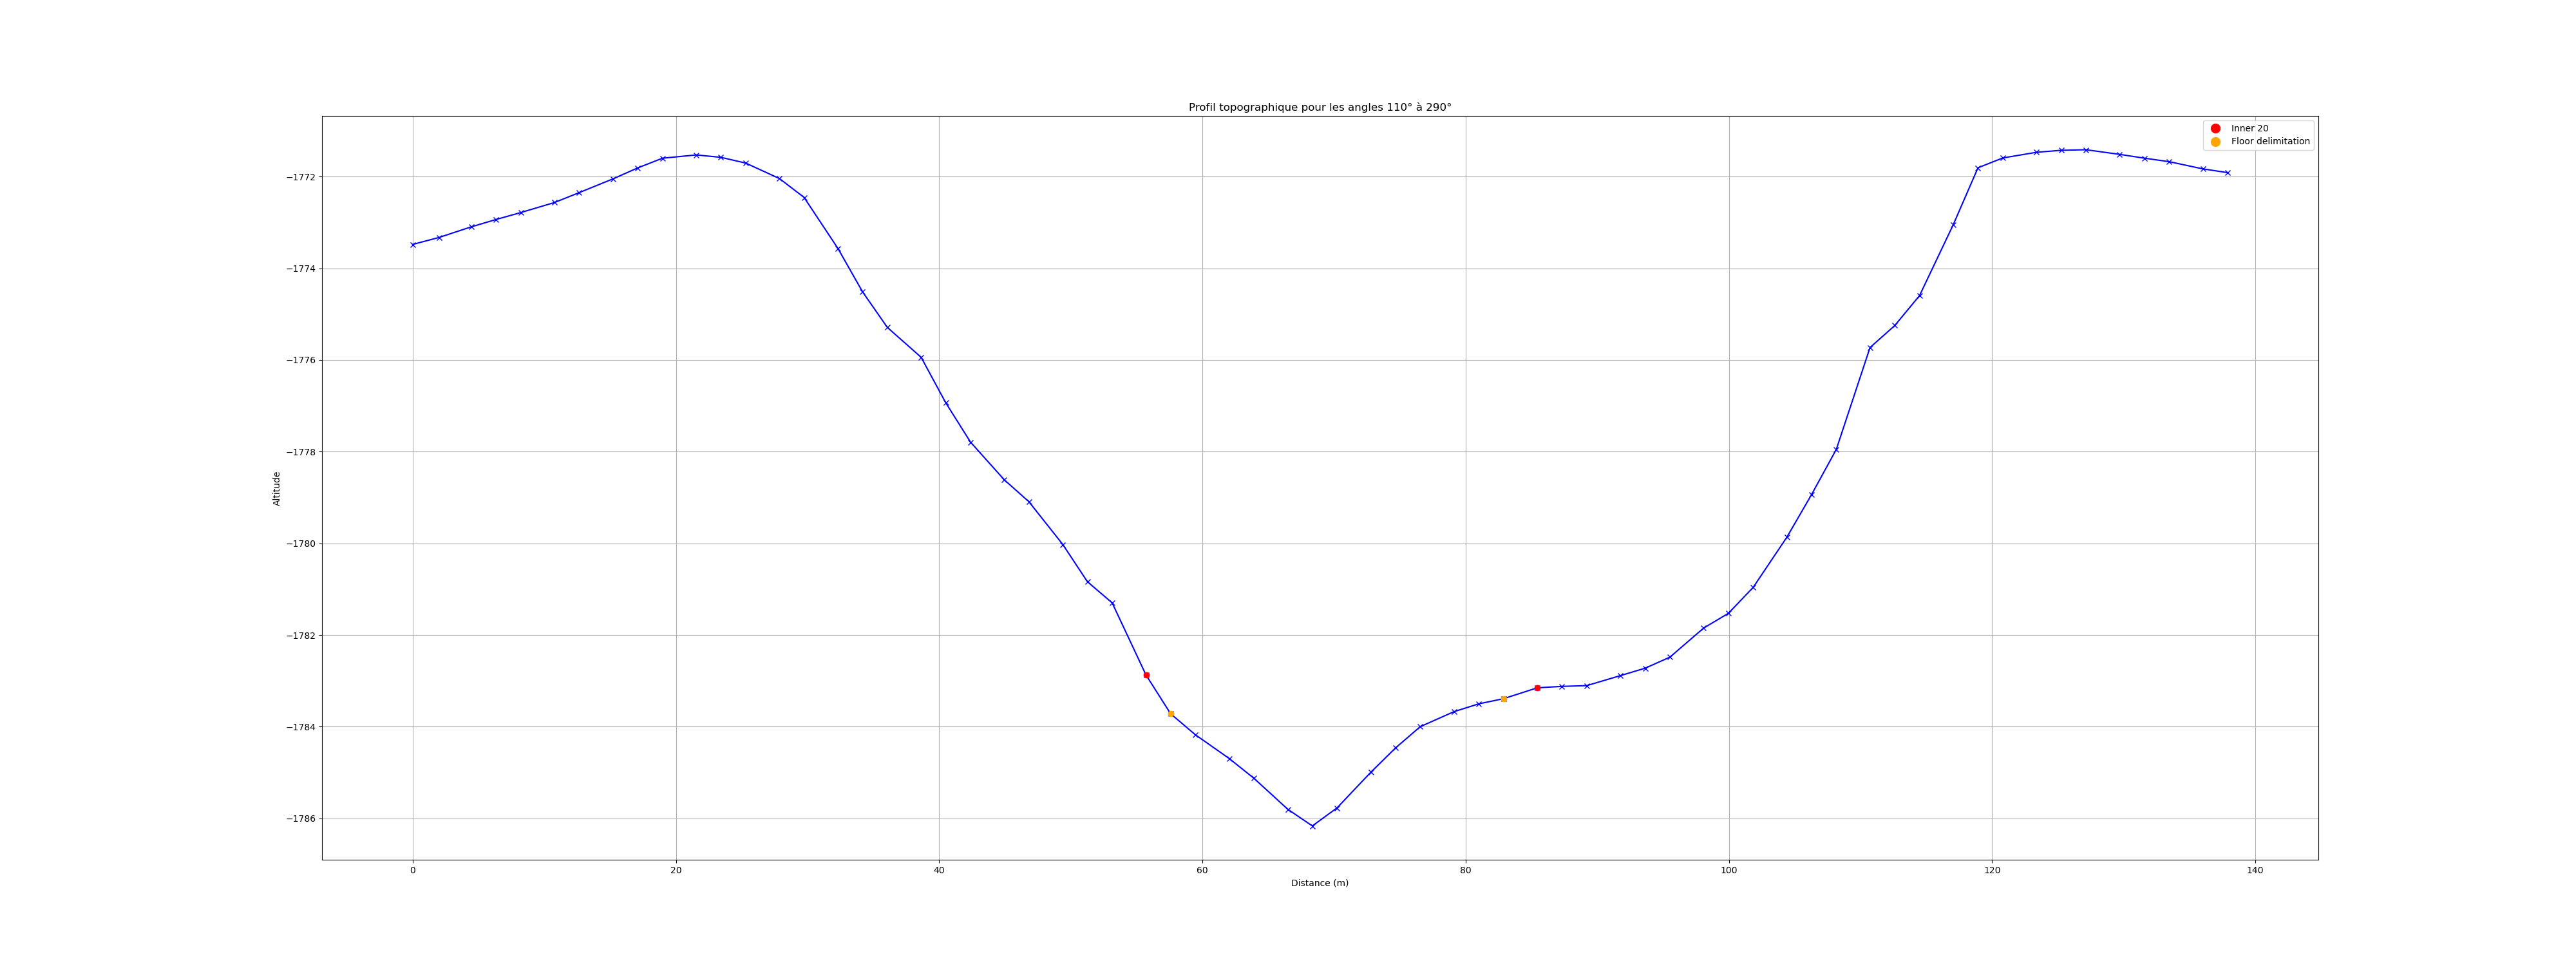 Profil topographique pour les angles 110° à 290°
Inner 20
Floor delimitation
−1772
−1774
−1776
−1778
−1780
−1782
−1784
−1786
Altitude
0 20 40 60 80 100 120 140
Distance (m)